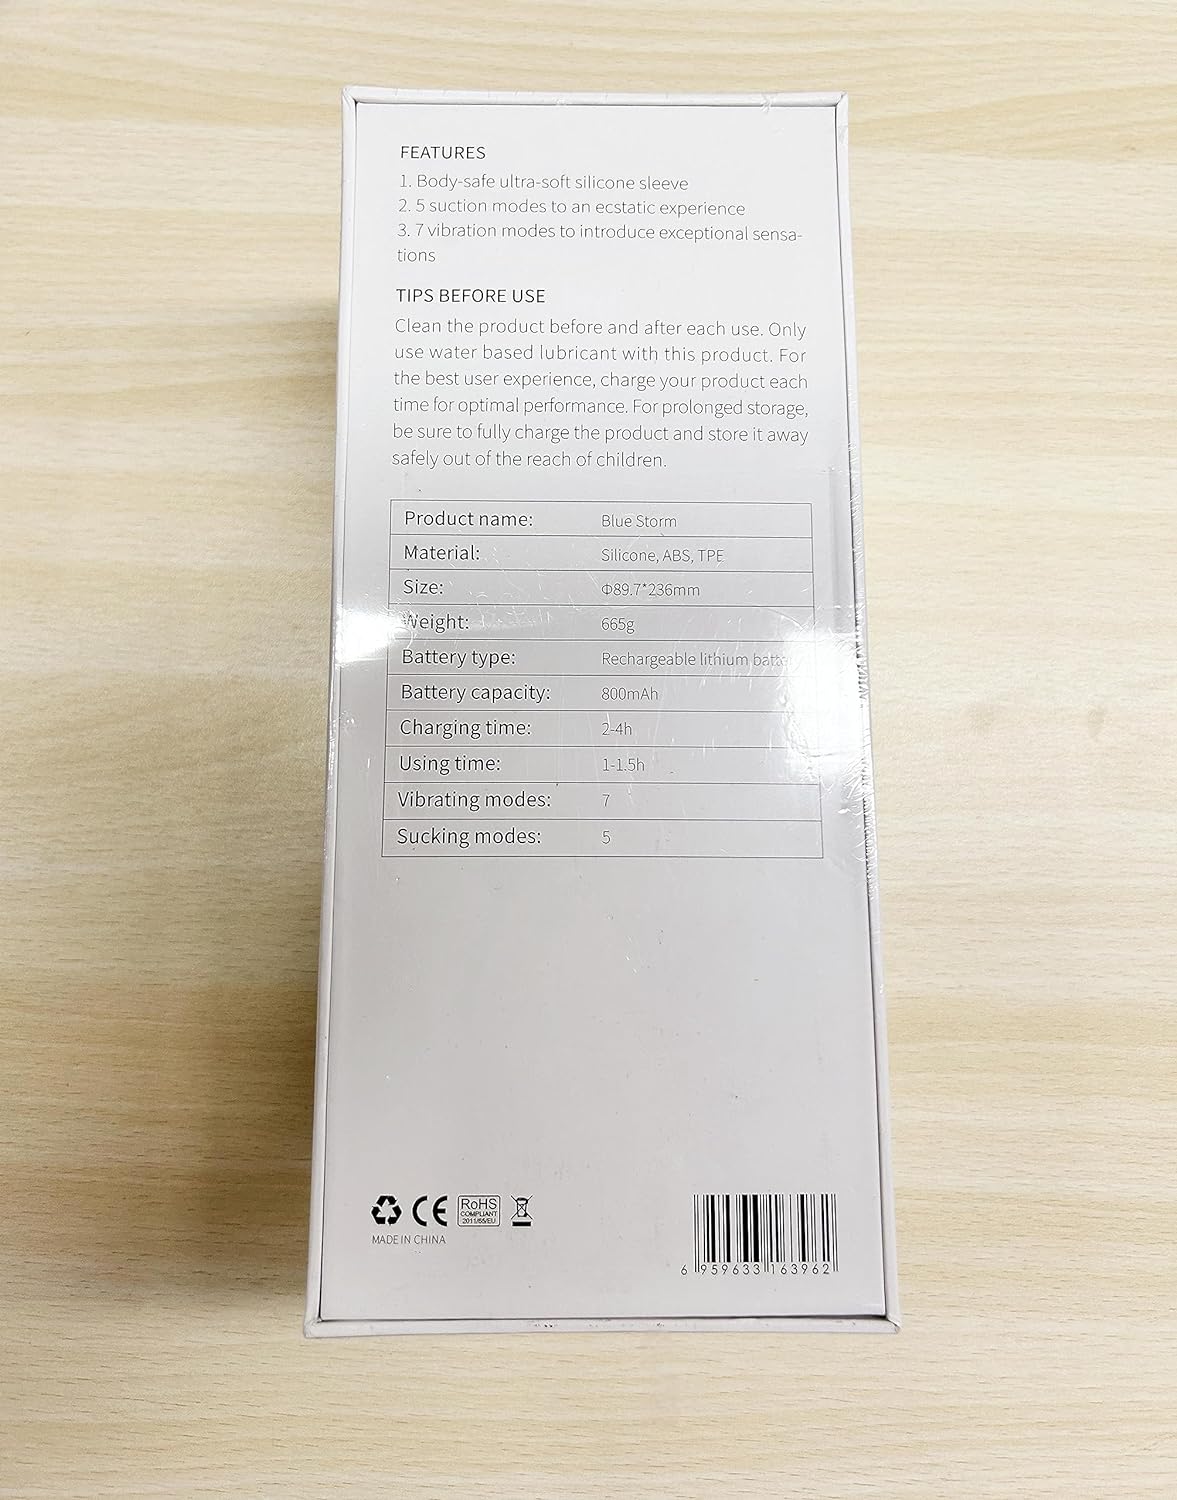 FEATURES
1. Body-safe ultra-soft silicone sleeve
2. 5 suction modes to an ecstatic experience
3. 7 vibration modes to introduce exceptional sensa-
tions
TIPS BEFORE USE
Clean the product before and after each use. Only
use water based lubricant with this product. For
the best user experience, charge your product each
time for optimal performance. For prolonged storage,
be sure to fully charge the product and store it away
safely out of the reach of children.
Product name: Blue Storm
Material: Silicone, ABS, TPE
Size: Φ89.7*236mm
Weight: 665g
Battery type: Rechargeable lithium
Battery capacity: 800mAh
Charging time: 2-4h
Using time: 1-1.5h
Vibrating modes: 7
Sucking modes: 5
CE RoHS
COMPLIANT
2011/65/EU
MADE IN CHINA
6 959633 163962